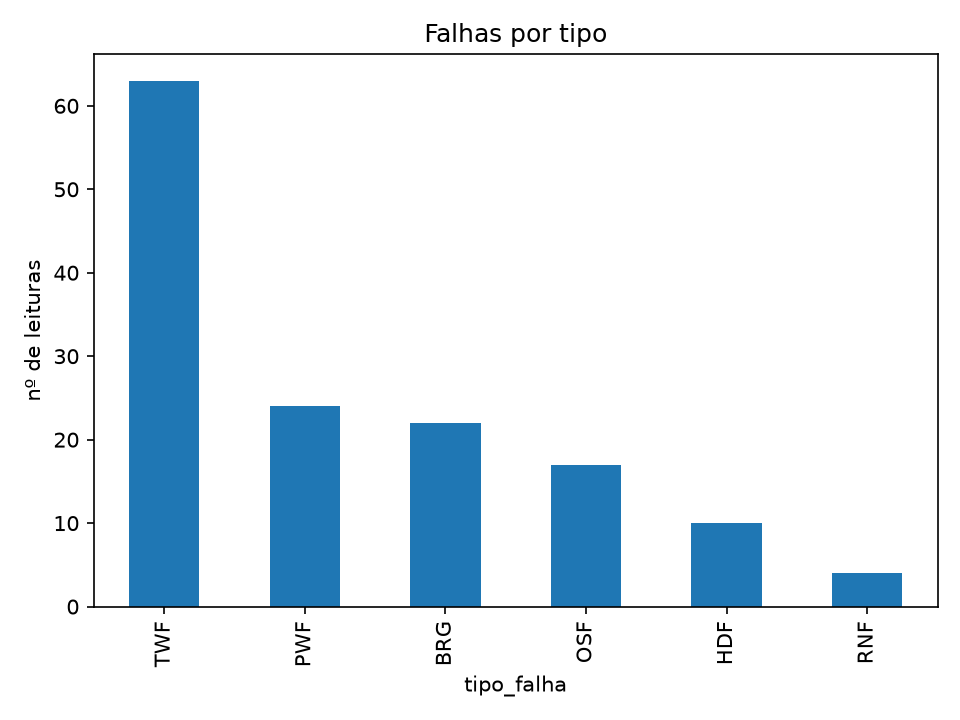 Falhas por tipo
nº de leituras
60
50
40
30
20
10
0
TWF
PWF
BRG
OSF
HDF
RNF
tipo_falha